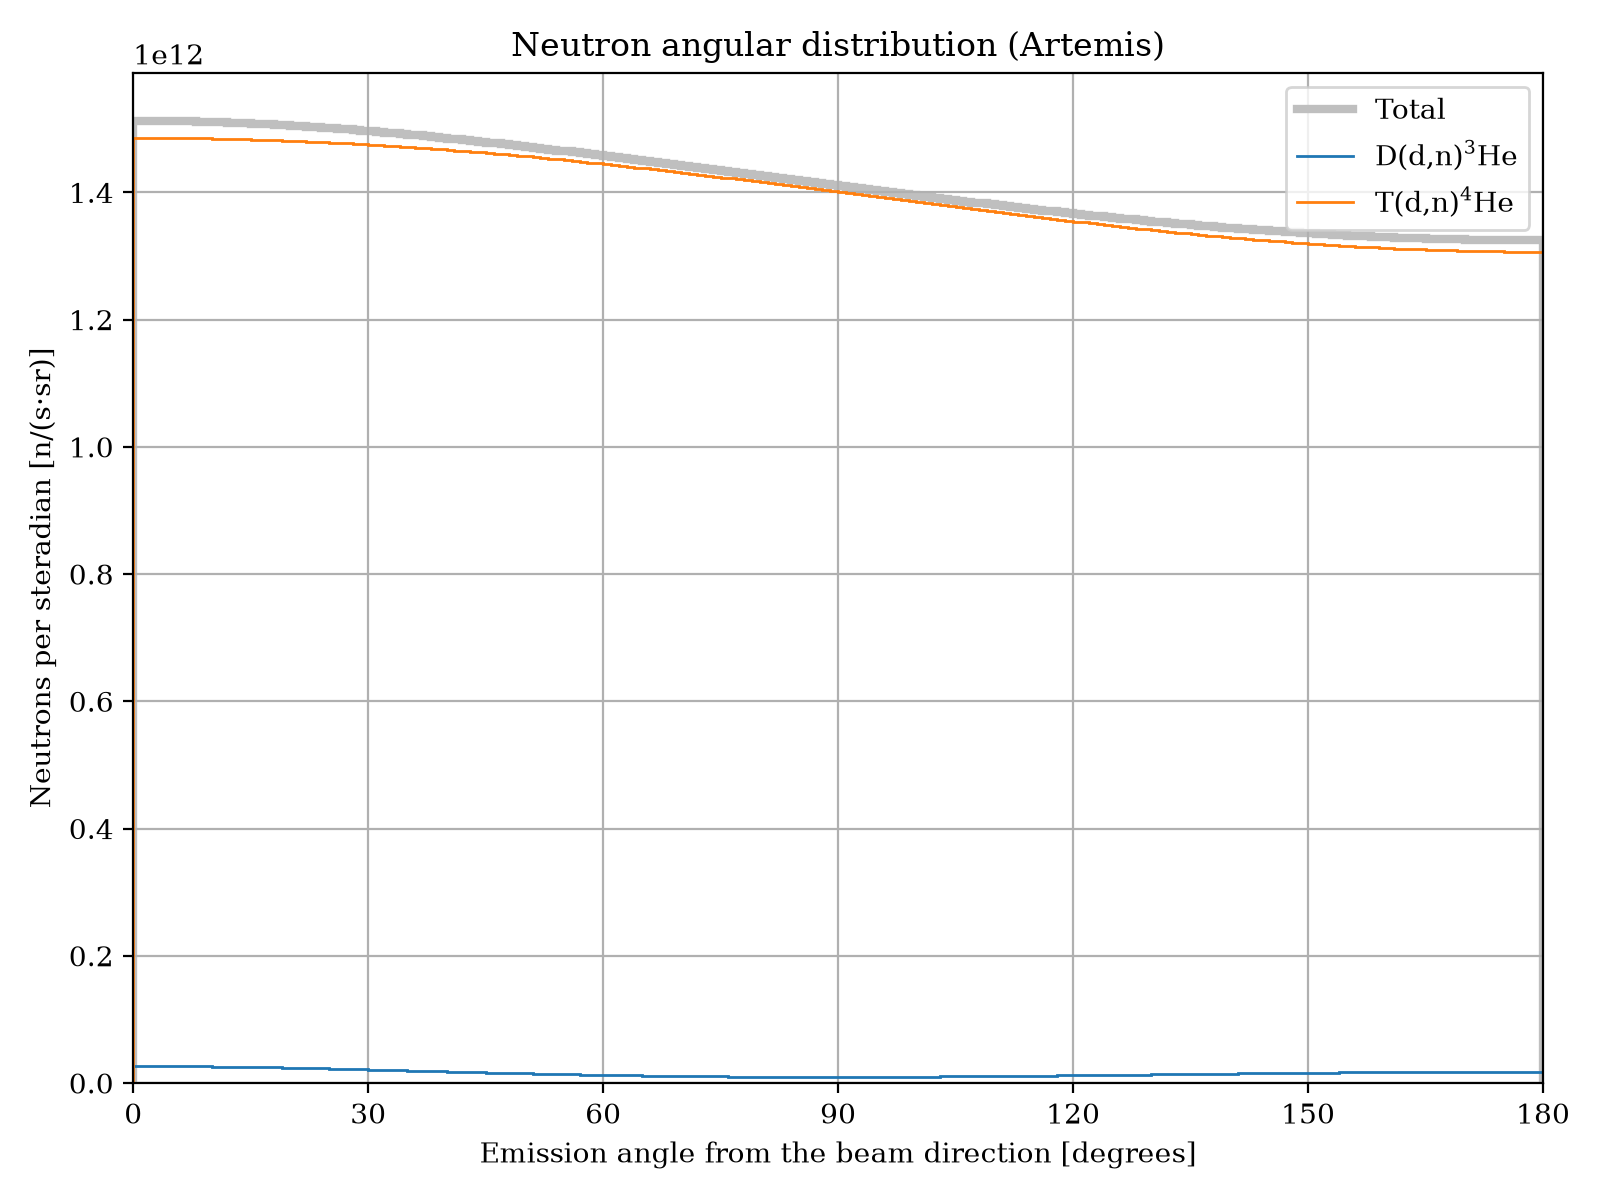 Neutron angular distribution (Artemis)
1e12
Total
D(d,n)³He
T(d,n)⁴He
1.4
1.2
1.0
0.8
0.6
0.4
0.2
0.0
Neutrons per steradian [n/(s·sr)]
0 30 60 90 120 150 180
Emission angle from the beam direction [degrees]